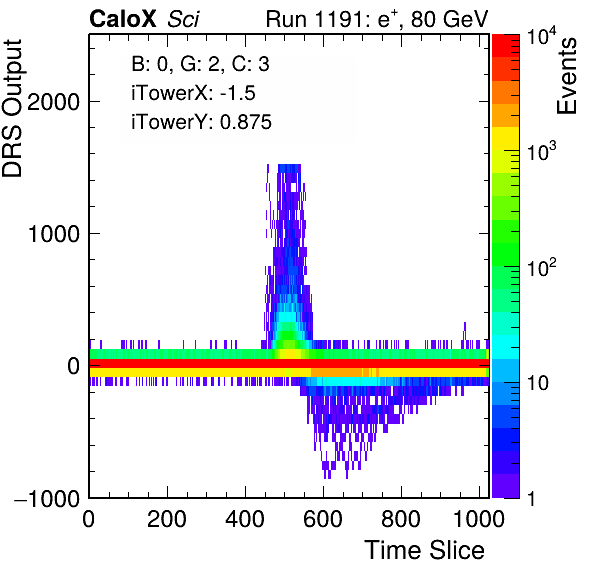 CaloX Sci Run 1191: e+, 80 GeV
B: 0, G: 2, C: 3
iTowerX: -1.5
iTowerY: 0.875
DRS Output
2000
1000
0
−1000
0 200 400 600 800 1000
Time Slice
Events
10^4
10^3
10^2
10
1